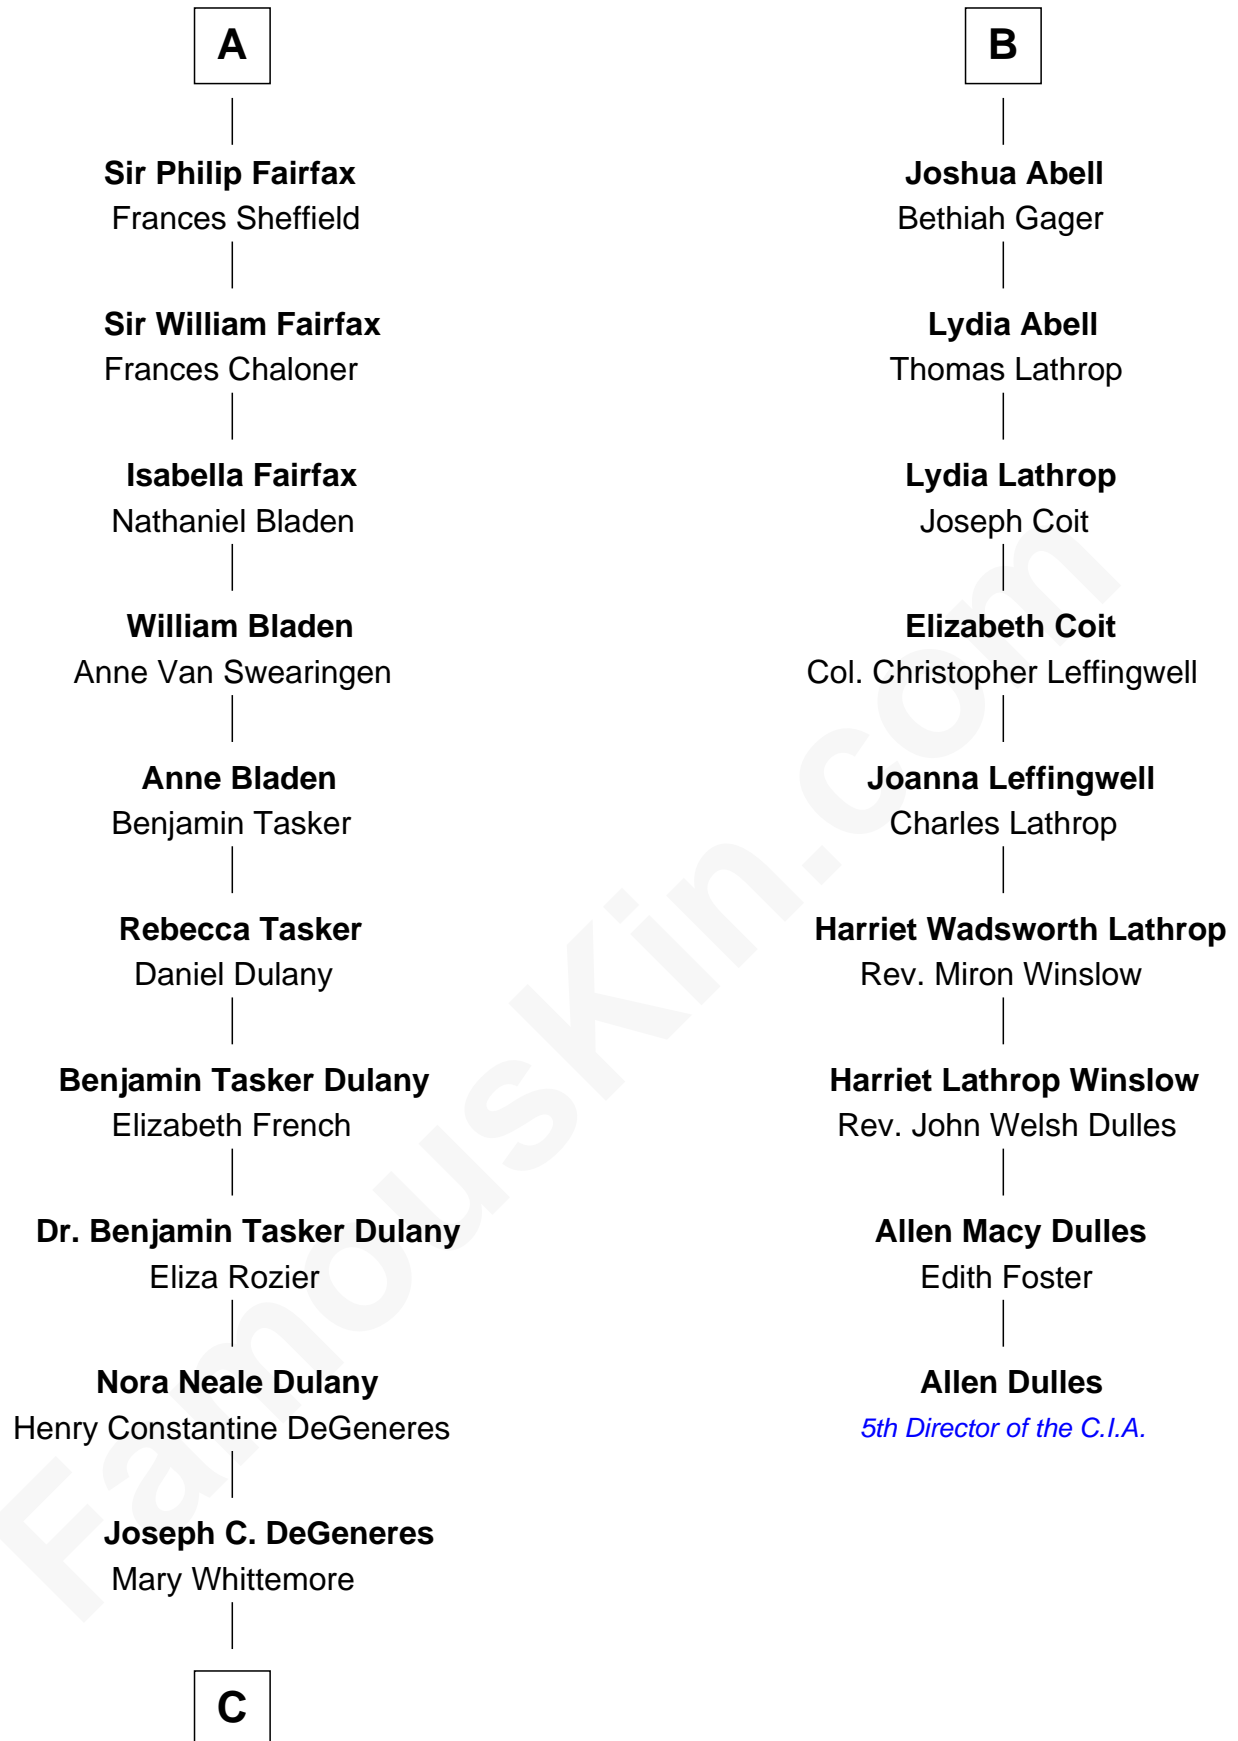 A
Sir Philip Fairfax
Frances Sheffield
Sir William Fairfax
Frances Chaloner
Isabella Fairfax
Nathaniel Bladen
William Bladen
Anne Van Swearingen
Anne Bladen
Benjamin Tasker
Rebecca Tasker
Daniel Dulany
Benjamin Tasker Dulany
Elizabeth French
Dr. Benjamin Tasker Dulany
Eliza Rozier
Nora Neale Dulany
Henry Constantine DeGeneres
Joseph C. DeGeneres
Mary Whittemore
C
B
Joshua Abell
Bethiah Gager
Lydia Abell
Thomas Lathrop
Lydia Lathrop
Joseph Coit
Elizabeth Coit
Col. Christopher Leffingwell
Joanna Leffingwell
Charles Lathrop
Harriet Wadsworth Lathrop
Rev. Miron Winslow
Harriet Lathrop Winslow
Rev. John Welsh Dulles
Allen Macy Dulles
Edith Foster
Allen Dulles
5th Director of the C.I.A.
FamousKin.com